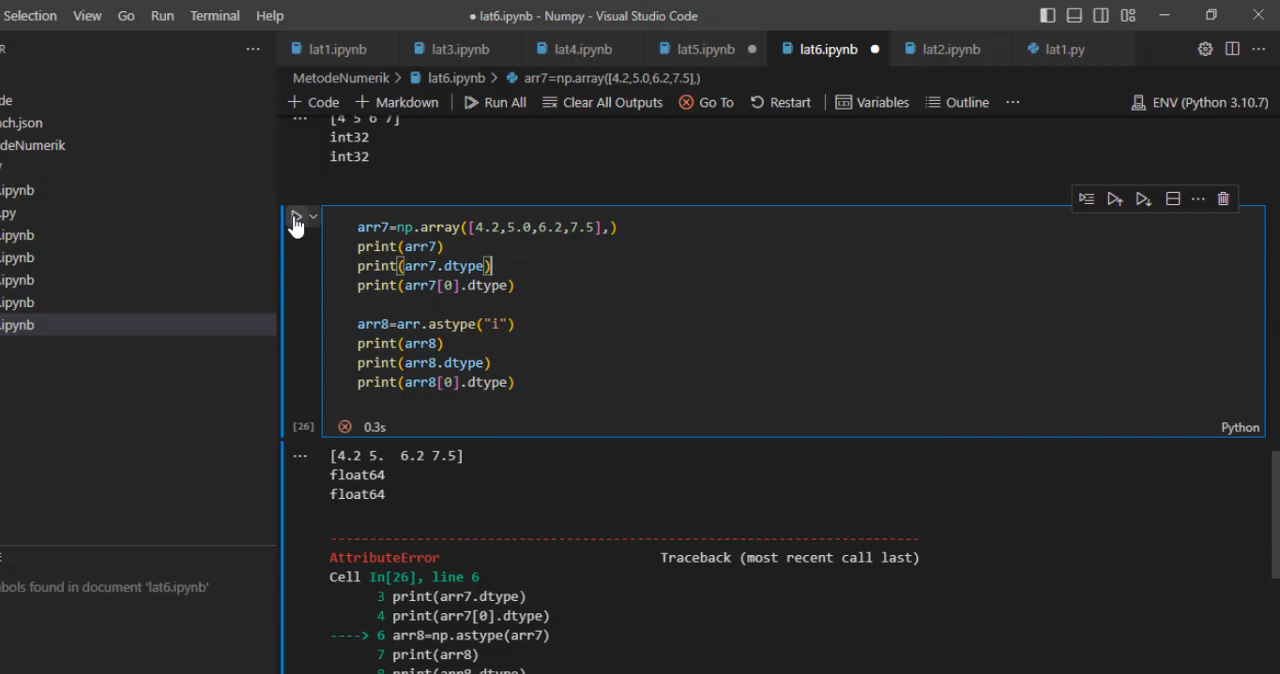 Selection View Go Run Terminal Help
● lat6.ipynb - Numpy - Visual Studio Code
R ...
lat1.ipynb lat3.ipynb lat4.ipynb lat5.ipynb ● lat6.ipynb ● lat2.ipynb lat1.py ...
MetodeNumerik > lat6.ipynb > arr7=np.array([4.2,5.0,6.2,7.5],)
+ Code + Markdown Run All Clear All Outputs Go To Restart Variables Outline ... ENV (Python 3.10.7)
de
ch.json
deNumerik
.ipynb
.py
.ipynb
.ipynb
.ipynb
.ipynb
.ipynb
E
bols found in document 'lat6.ipynb'
... [4 5 6 7]
int32
int32
arr7=np.array([4.2,5.0,6.2,7.5],)
print(arr7)
print(arr7.dtype)
print(arr7[0].dtype)
arr8=arr.astype("i")
print(arr8)
print(arr8.dtype)
print(arr8[0].dtype)
[26] 0.3s Python
... [4.2 5.  6.2 7.5]
float64
float64
---------------------------------------------------------------------------
AttributeError Traceback (most recent call last)
Cell In[26], line 6
3 print(arr7.dtype)
4 print(arr7[0].dtype)
----> 6 arr8=np.astype(arr7)
7 print(arr8)
8 print(arr8.dtype)